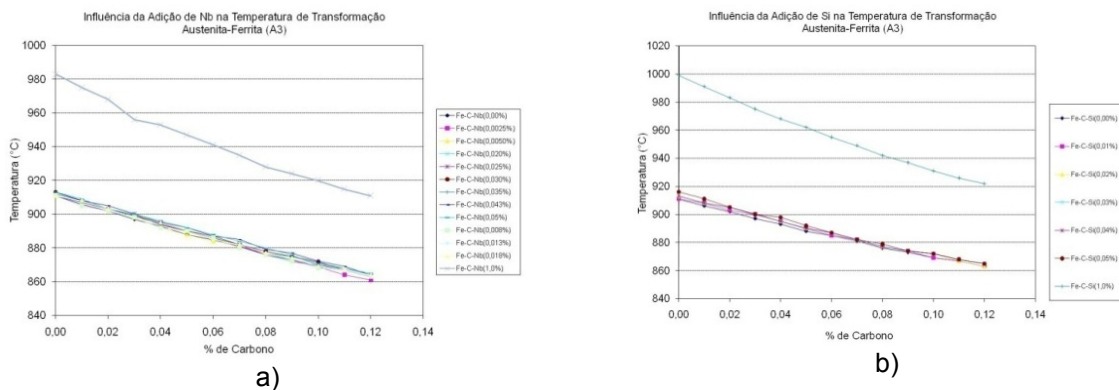 Influência da Adição de Nb na Temperatura de Transformação
Austenita-Ferrita (A3)
Temperatura (°C)
1000
980
960
940
920
900
880
860
840
0,00 0,02 0,04 0,06 0,08 0,10 0,12 0,14
% de Carbono
Fe-C-Nb(0,00%)
Fe-C-Nb(0,0025%)
Fe-C-Nb(0,0050%)
Fe-C-Nb(0,020%)
Fe-C-Nb(0,025%)
Fe-C-Nb(0,030%)
Fe-C-Nb(0,035%)
Fe-C-Nb(0,043%)
Fe-C-Nb(0,05%)
Fe-C-Nb(0,008%)
Fe-C-Nb(0,013%)
Fe-C-Nb(0,018%)
Fe-C-Nb(1,0%)
a)
Influência da Adição de Si na Temperatura de Transformação
Austenita-Ferrita (A3)
Temperatura (°C)
1020
1000
980
960
940
920
900
880
860
840
0,00 0,02 0,04 0,06 0,08 0,10 0,12 0,14
% de Carbono
Fe-C-Si(0,00%)
Fe-C-Si(0,01%)
Fe-C-Si(0,02%)
Fe-C-Si(0,03%)
Fe-C-Si(0,04%)
Fe-C-Si(0,05%)
Fe-C-Si(1,0%)
b)